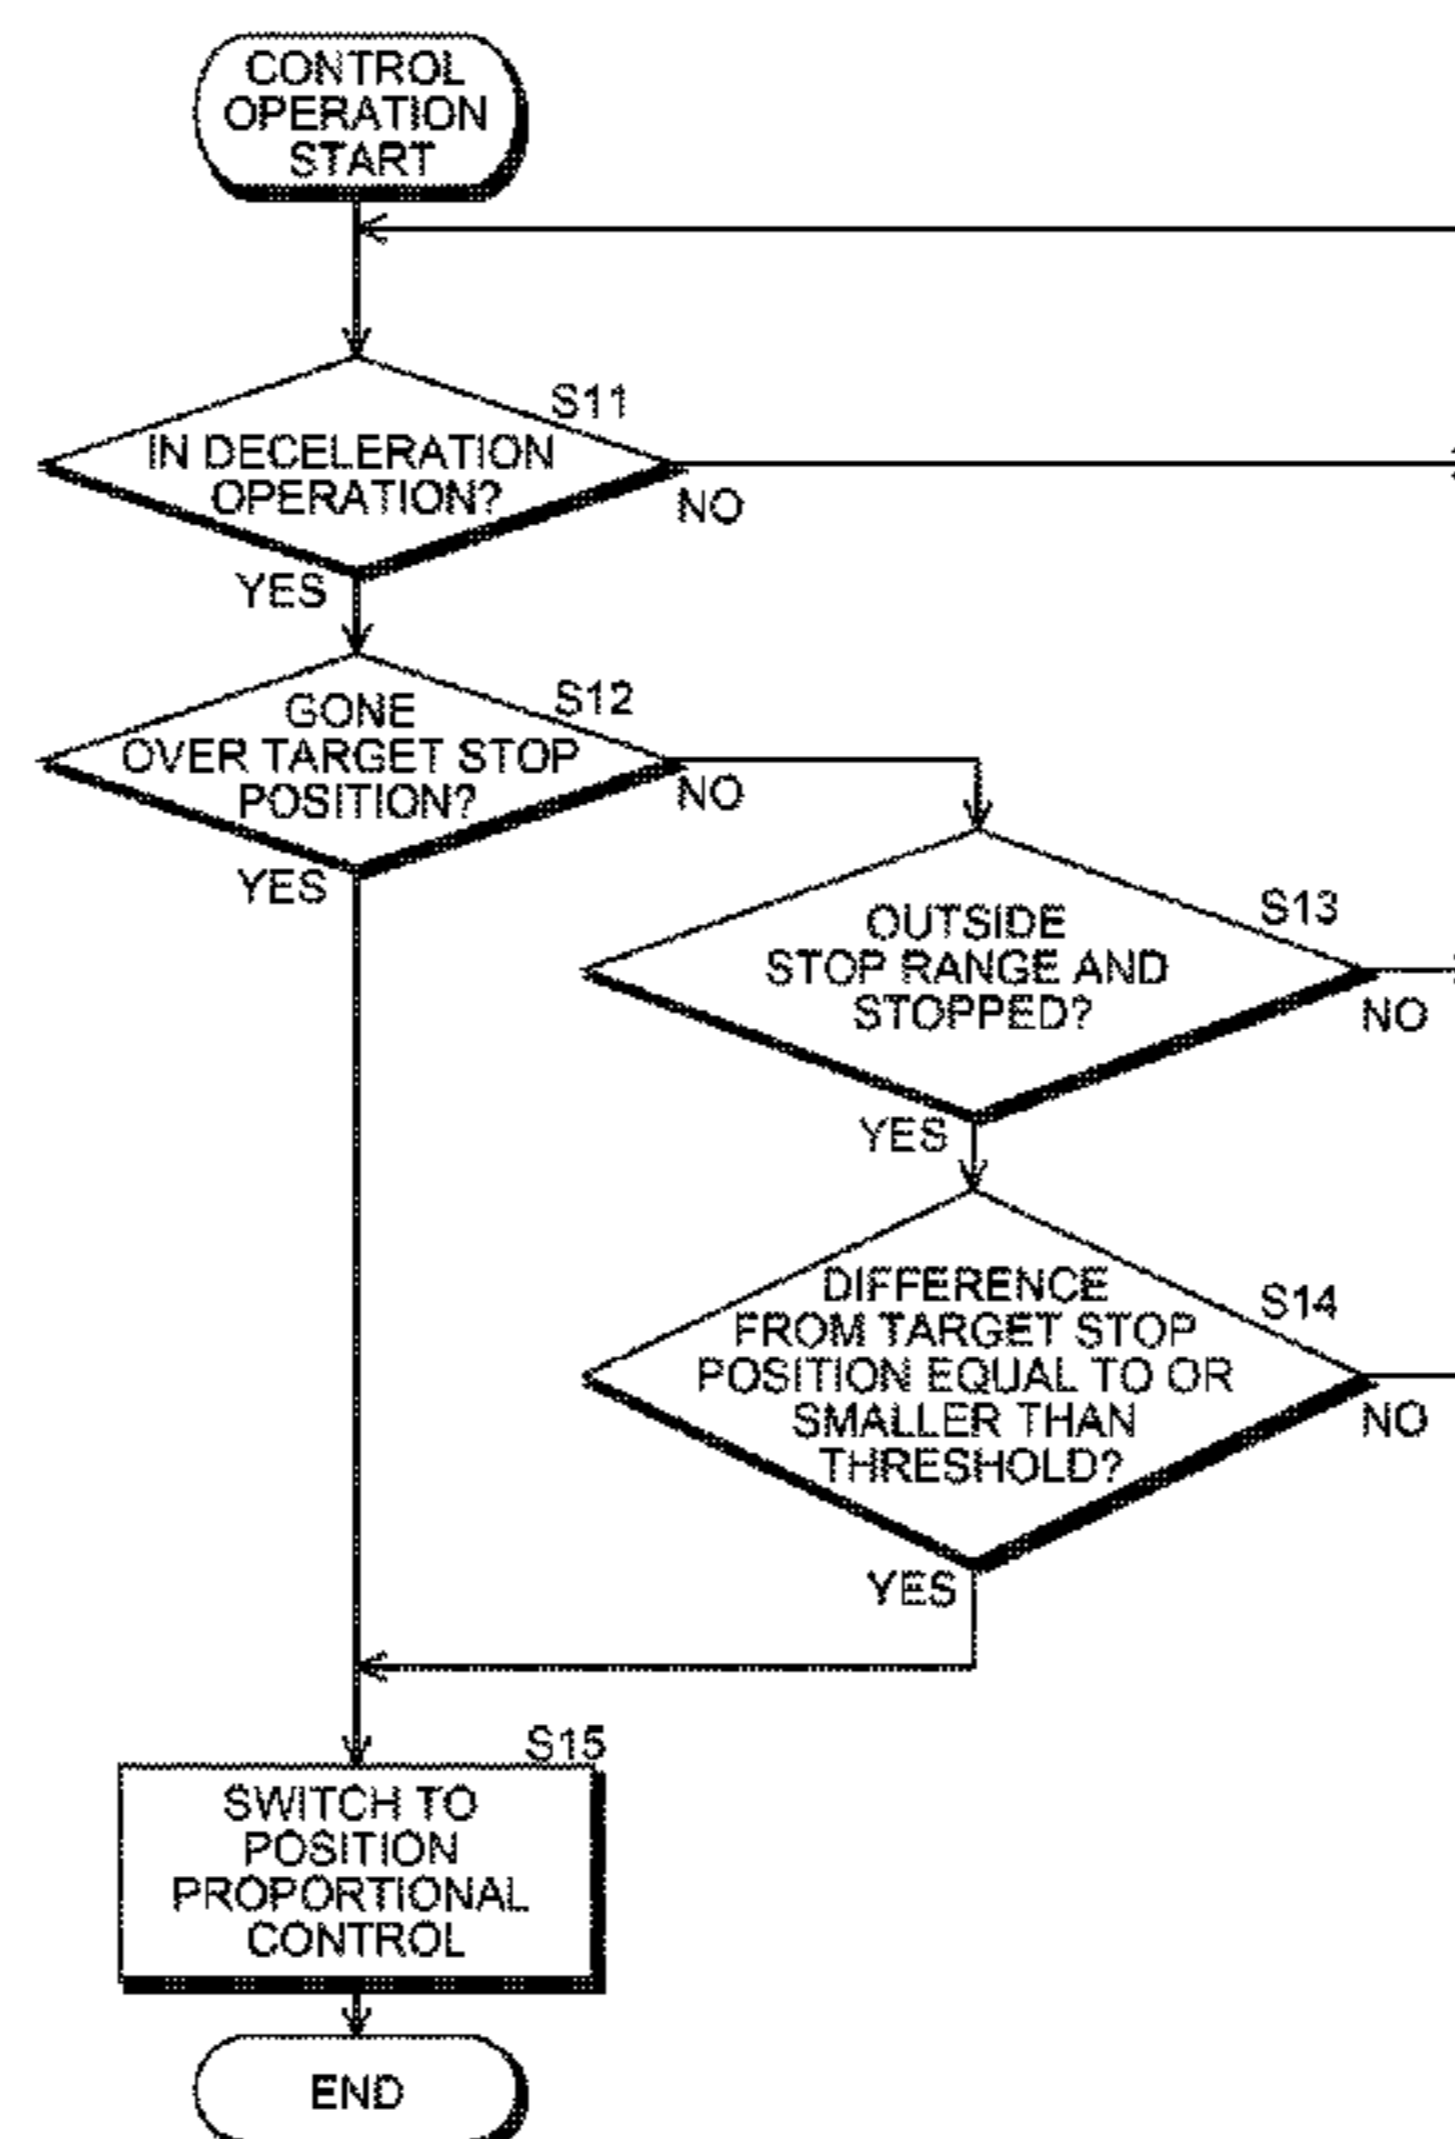 CONTROL
OPERATION
START
S11
IN DECELERATION
OPERATION?
NO
YES
S12
GONE
OVER TARGET STOP
POSITION?
NO
YES
S13
OUTSIDE
STOP RANGE AND
STOPPED?
NO
YES
S14
DIFFERENCE
FROM TARGET STOP
POSITION EQUAL TO OR
SMALLER THAN
THRESHOLD?
NO
YES
S15
SWITCH TO
POSITION
PROPORTIONAL
CONTROL
END